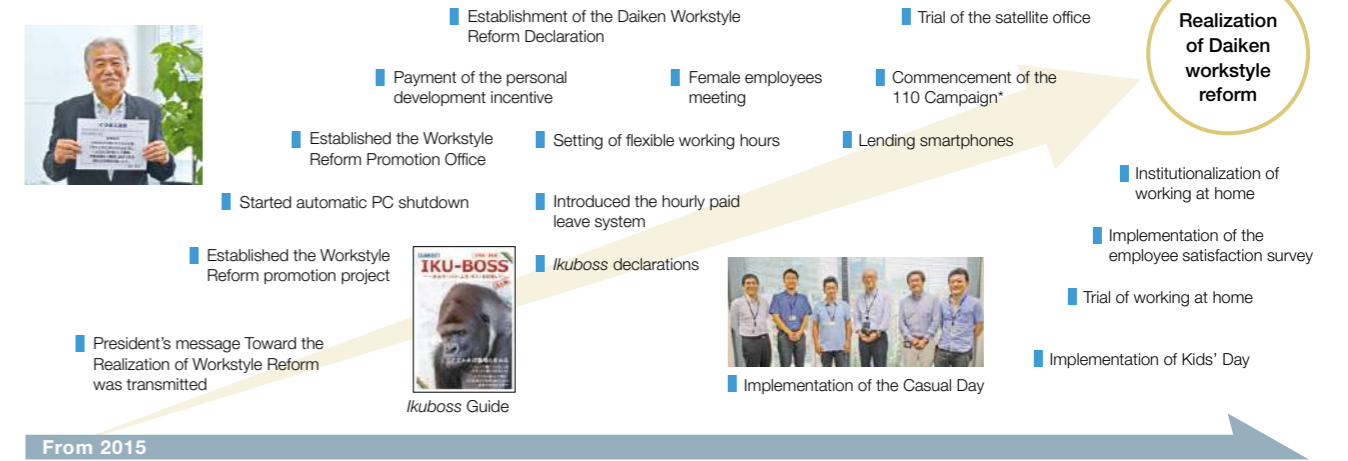 Establishment of the Daiken Workstyle
Reform Declaration
Trial of the satellite office
Realization
of Daiken
workstyle
reform
Payment of the personal
development incentive
Female employees
meeting
Commencement of the
110 Campaign*
Established the Workstyle
Reform Promotion Office
Setting of flexible working hours
Lending smartphones
Institutionalization of
working at home
Started automatic PC shutdown
Introduced the hourly paid
leave system
Implementation of the
employee satisfaction survey
Established the Workstyle
Reform promotion project
IKU-BOSS
Ikuboss declarations
Trial of working at home
President's message Toward the
Realization of Workstyle Reform
was transmitted
Implementation of Kids' Day
Implementation of the Casual Day
Ikuboss Guide
From 2015